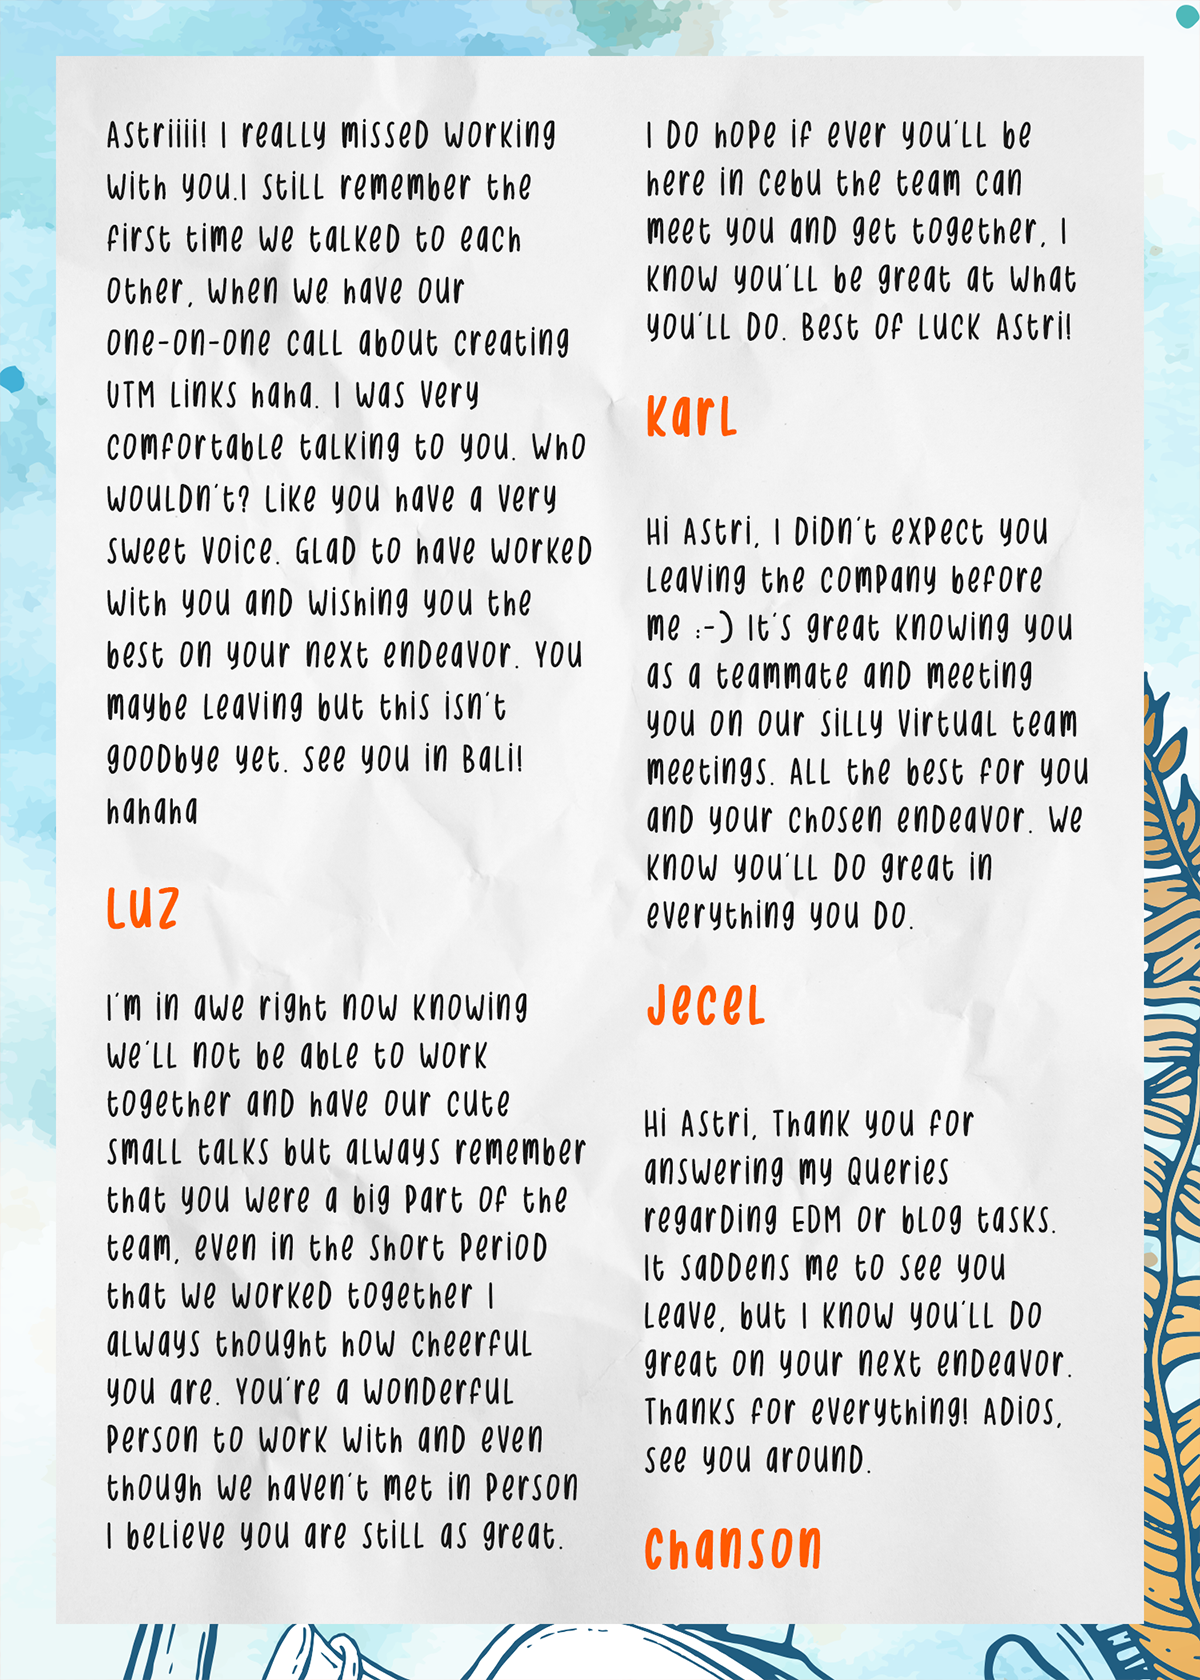 Astriiii! I really missed working
with you.I still remember the
first time we talked to each
other, when we have our
one-on-one call about creating
UTM links haha. I was very
comfortable talking to you. Who
wouldn't? Like you have a very
sweet voice. Glad to have worked
with you and wishing you the
best on your next endeavor. You
maybe leaving but this isn't
goodbye yet. See you in Bali!
hahaha
Luz
I'm in awe right now knowing
we'll not be able to work
together and have our cute
small talks but always remember
that you were a big part of the
team, even in the short period
that we worked together I
always thought how cheerful
you are. You're a wonderful
person to work with and even
though we haven't met in person
I believe you are still as great.
I do hope if ever you'll be
here in Cebu the team can
meet you and get together, I
know you'll be great at what
you'll do. Best of luck Astri!
Karl
Hi Astri, I didn't expect you
leaving the company before
me :-) It's great knowing you
as a teammate and meeting
you on our silly virtual team
meetings. All the best for you
and your chosen endeavor. We
know you'll do great in
everything you do.
Jecel
Hi Astri, Thank you for
answering my queries
regarding EDM or blog tasks.
It saddens me to see you
leave, but I know you'll do
great on your next endeavor.
Thanks for everything! Adios,
see you around.
Chanson